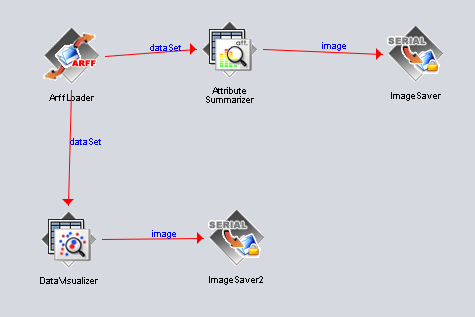 dataSet
att.
image
SERIAL
ARFF
ArffLoader
Attribute
Summarizer
ImageSaver
dataSet
image
SERIAL
DataVisualizer
ImageSaver2